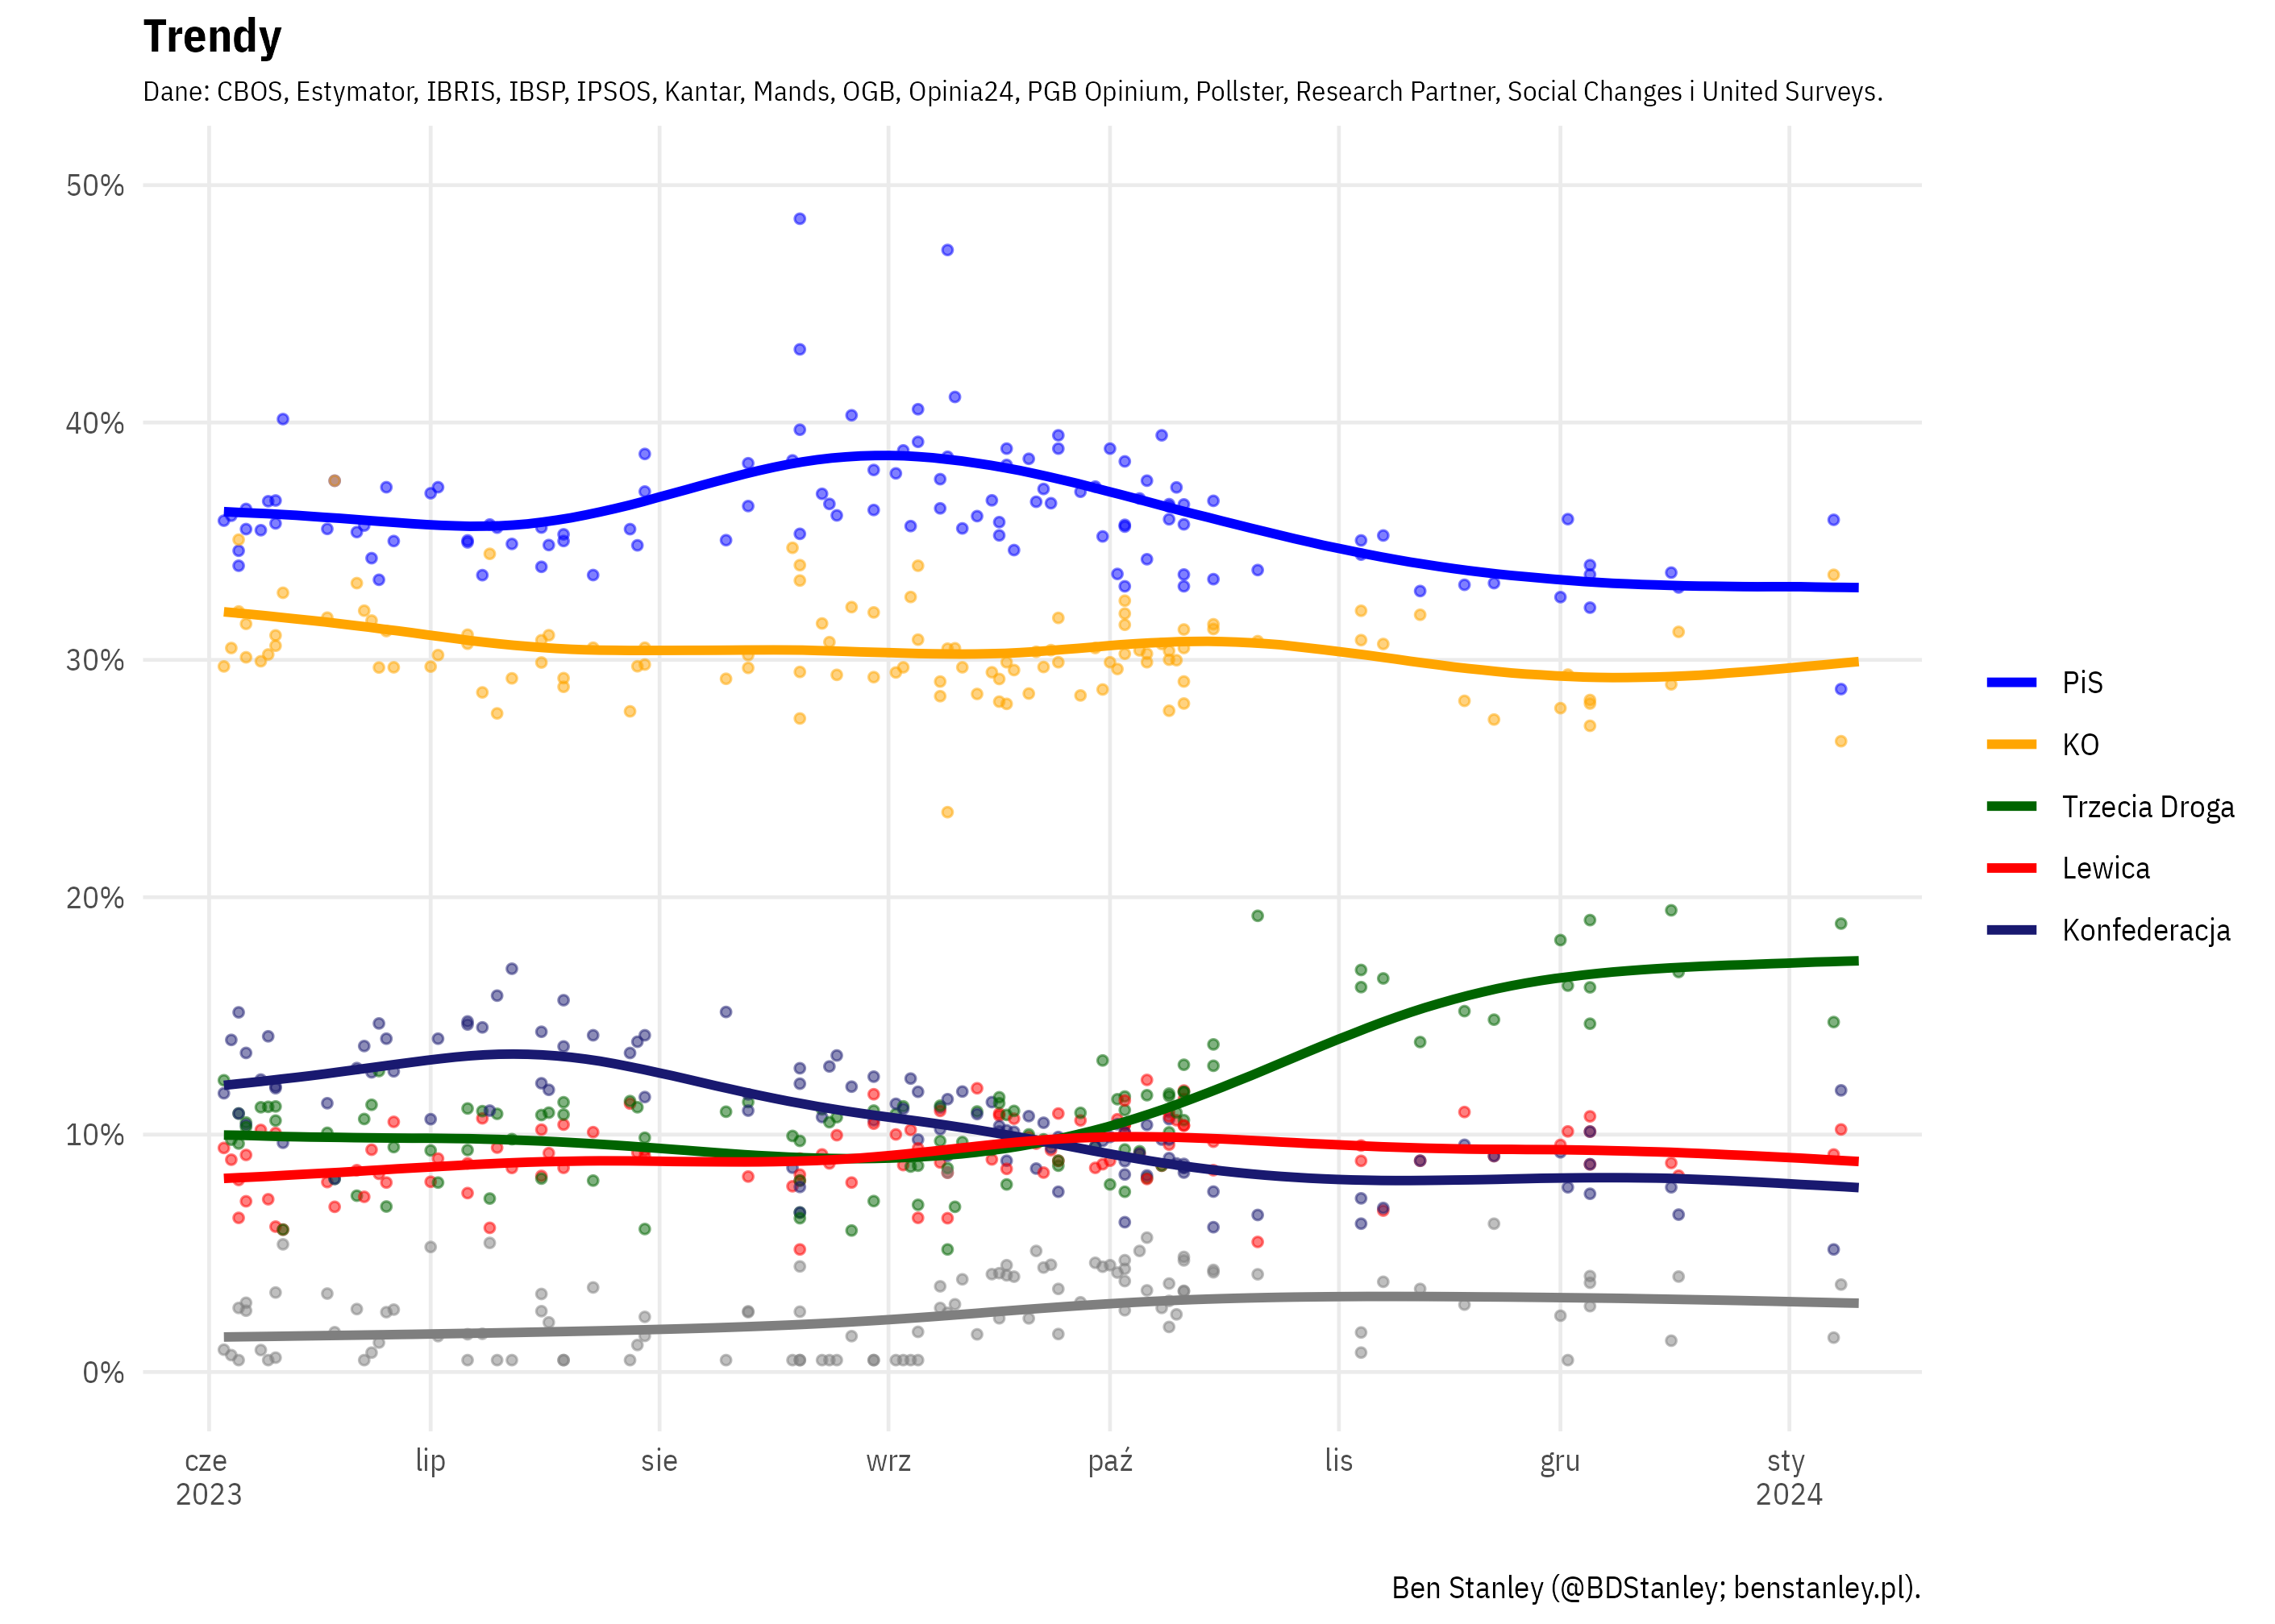 Trendy
Dane: CBOS, Estymator, IBRIS, IBSP, IPSOS, Kantar, Mands, OGB, Opinia24, PGB Opinium, Pollster, Research Partner, Social Changes i United Surveys.
50%
40%
30%
20%
10%
0%
PiS
KO
Trzecia Droga
Lewica
Konfederacja
cze lip sie wrz paź lis gru sty
2023 2024
Ben Stanley (@BDStanley; benstanley.pl).